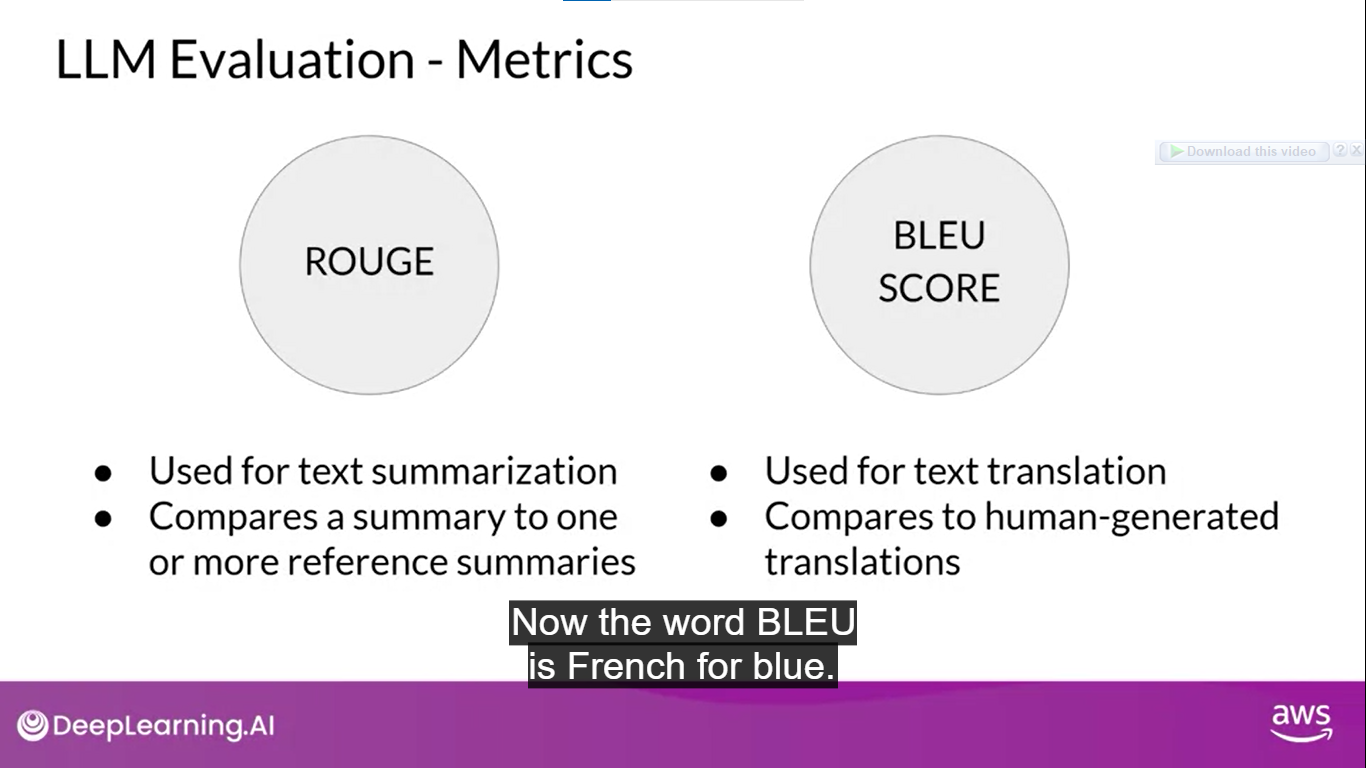 LLM Evaluation - Metrics
Download this video ? X
ROUGE
BLEU
SCORE
● Used for text summarization
● Compares a summary to one
or more reference summaries
● Used for text translation
● Compares to human-generated
translations
Now the word BLEU
is French for blue.
DeepLearning.AI
aws